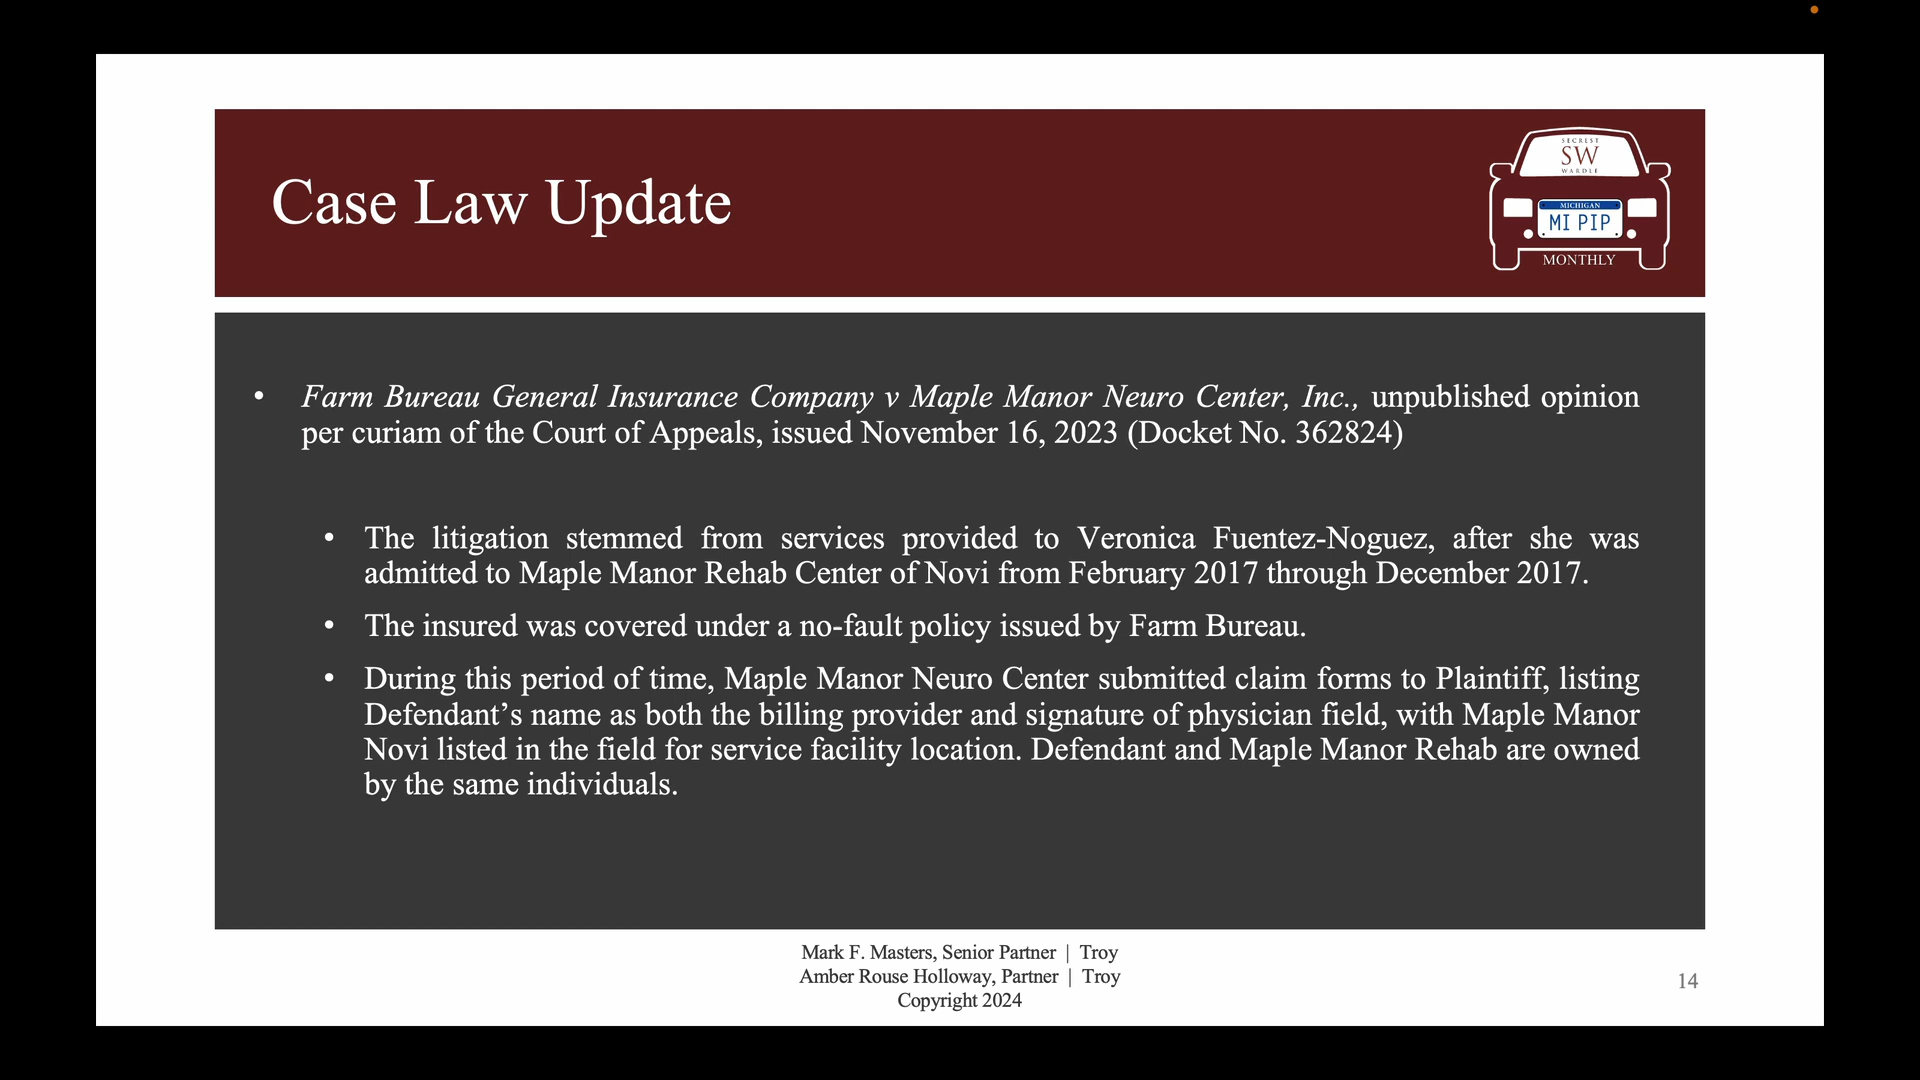 Case Law Update
SECREST
SW
WARDLE
MICHIGAN
MI PIP
MONTHLY
• Farm Bureau General Insurance Company v Maple Manor Neuro Center, Inc., unpublished opinion
per curiam of the Court of Appeals, issued November 16, 2023 (Docket No. 362824)
• The litigation stemmed from services provided to Veronica Fuentez-Noguez, after she was
admitted to Maple Manor Rehab Center of Novi from February 2017 through December 2017.
• The insured was covered under a no-fault policy issued by Farm Bureau.
• During this period of time, Maple Manor Neuro Center submitted claim forms to Plaintiff, listing
Defendant’s name as both the billing provider and signature of physician field, with Maple Manor
Novi listed in the field for service facility location. Defendant and Maple Manor Rehab are owned
by the same individuals.
Mark F. Masters, Senior Partner | Troy
Amber Rouse Holloway, Partner | Troy
Copyright 2024
14